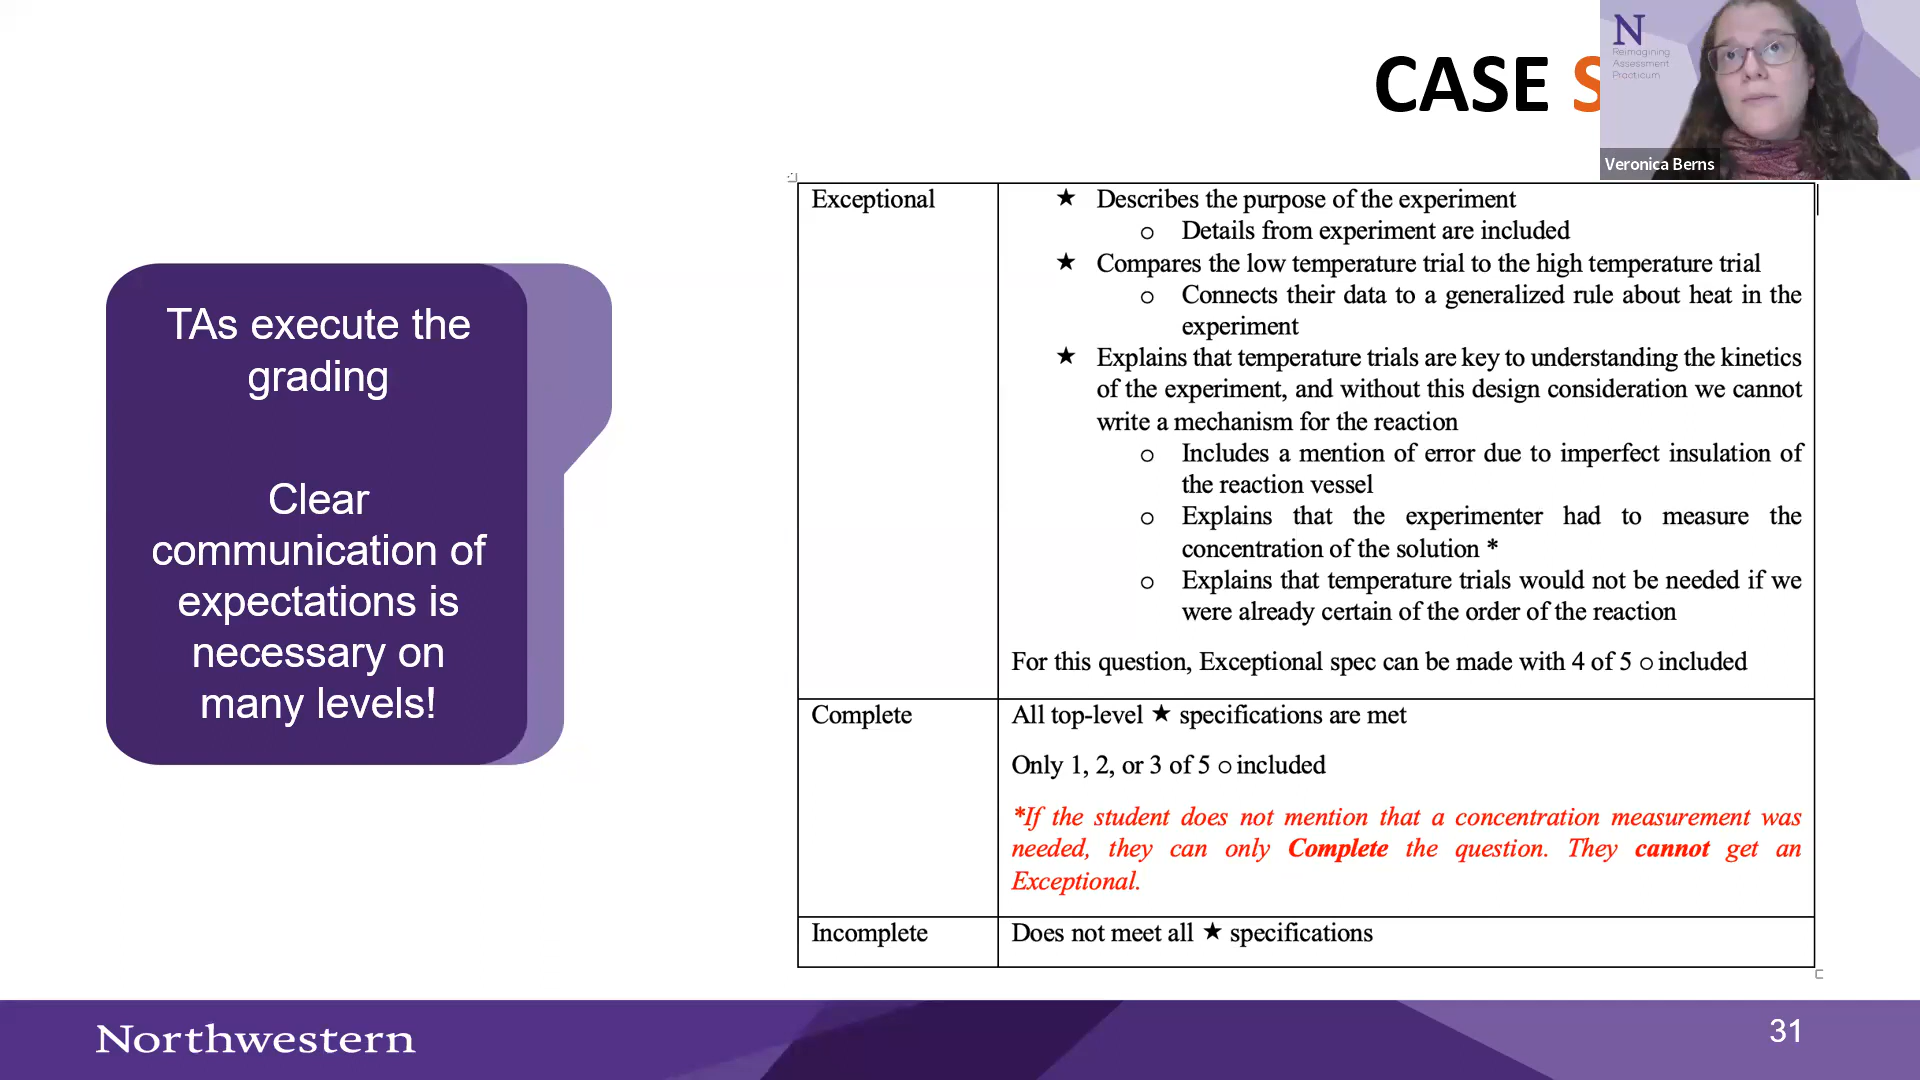 CASE S
N
Reimagining
Assessment
Practicum
Veronica Berns
TAs execute the
grading
Clear
communication of
expectations is
necessary on
many levels!
Exceptional
★ Describes the purpose of the experiment
o Details from experiment are included
★ Compares the low temperature trial to the high temperature trial
o Connects their data to a generalized rule about heat in the
experiment
★ Explains that temperature trials are key to understanding the kinetics
of the experiment, and without this design consideration we cannot
write a mechanism for the reaction
o Includes a mention of error due to imperfect insulation of
the reaction vessel
o Explains that the experimenter had to measure the
concentration of the solution *
o Explains that temperature trials would not be needed if we
were already certain of the order of the reaction
For this question, Exceptional spec can be made with 4 of 5 o included
Complete
All top-level ★ specifications are met
Only 1, 2, or 3 of 5 o included
*If the student does not mention that a concentration measurement was
needed, they can only Complete the question. They cannot get an
Exceptional.
Incomplete
Does not meet all ★ specifications
Northwestern
31